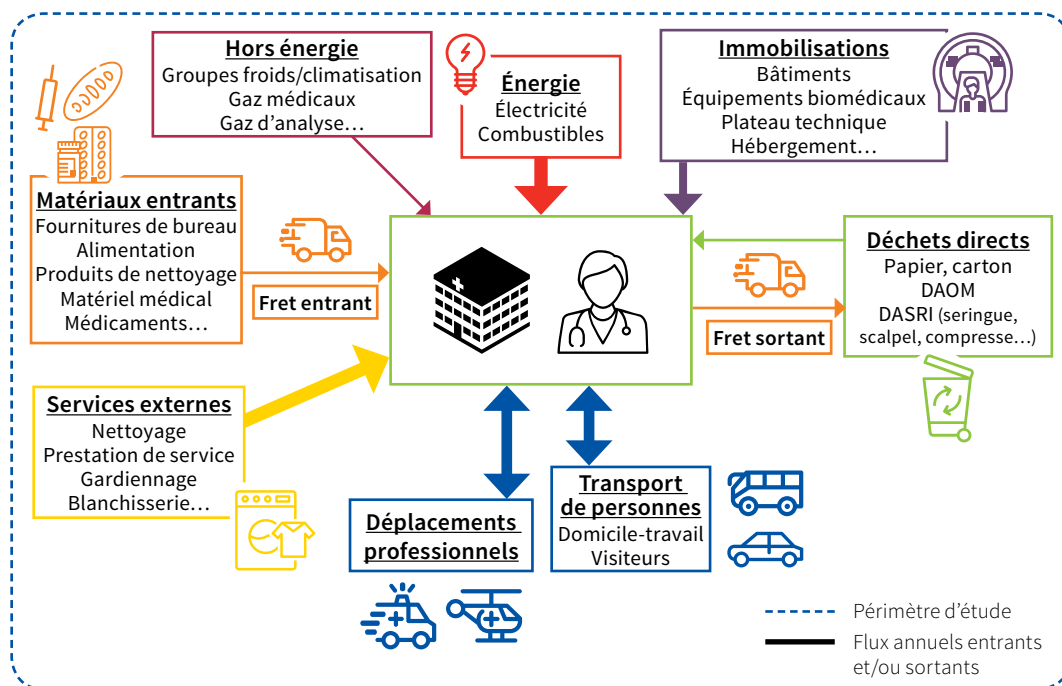 Hors énergie
Groupes froids/climatisation
Gaz médicaux
Gaz d'analyse…
Énergie
Électricité
Combustibles
Immobilisations
Bâtiments
Équipements biomédicaux
Plateau technique
Hébergement…
Matériaux entrants
Fournitures de bureau
Alimentation
Produits de nettoyage
Matériel médical
Médicaments…
Fret entrant
Fret sortant
Déchets directs
Papier, carton
DAOM
DASRI (seringue,
scalpel, compresse…)
Services externes
Nettoyage
Prestation de service
Gardiennage
Blanchisserie…
Déplacements
professionnels
Transport
de personnes
Domicile-travail
Visiteurs
Périmètre d'étude
Flux annuels entrants
et/ou sortants